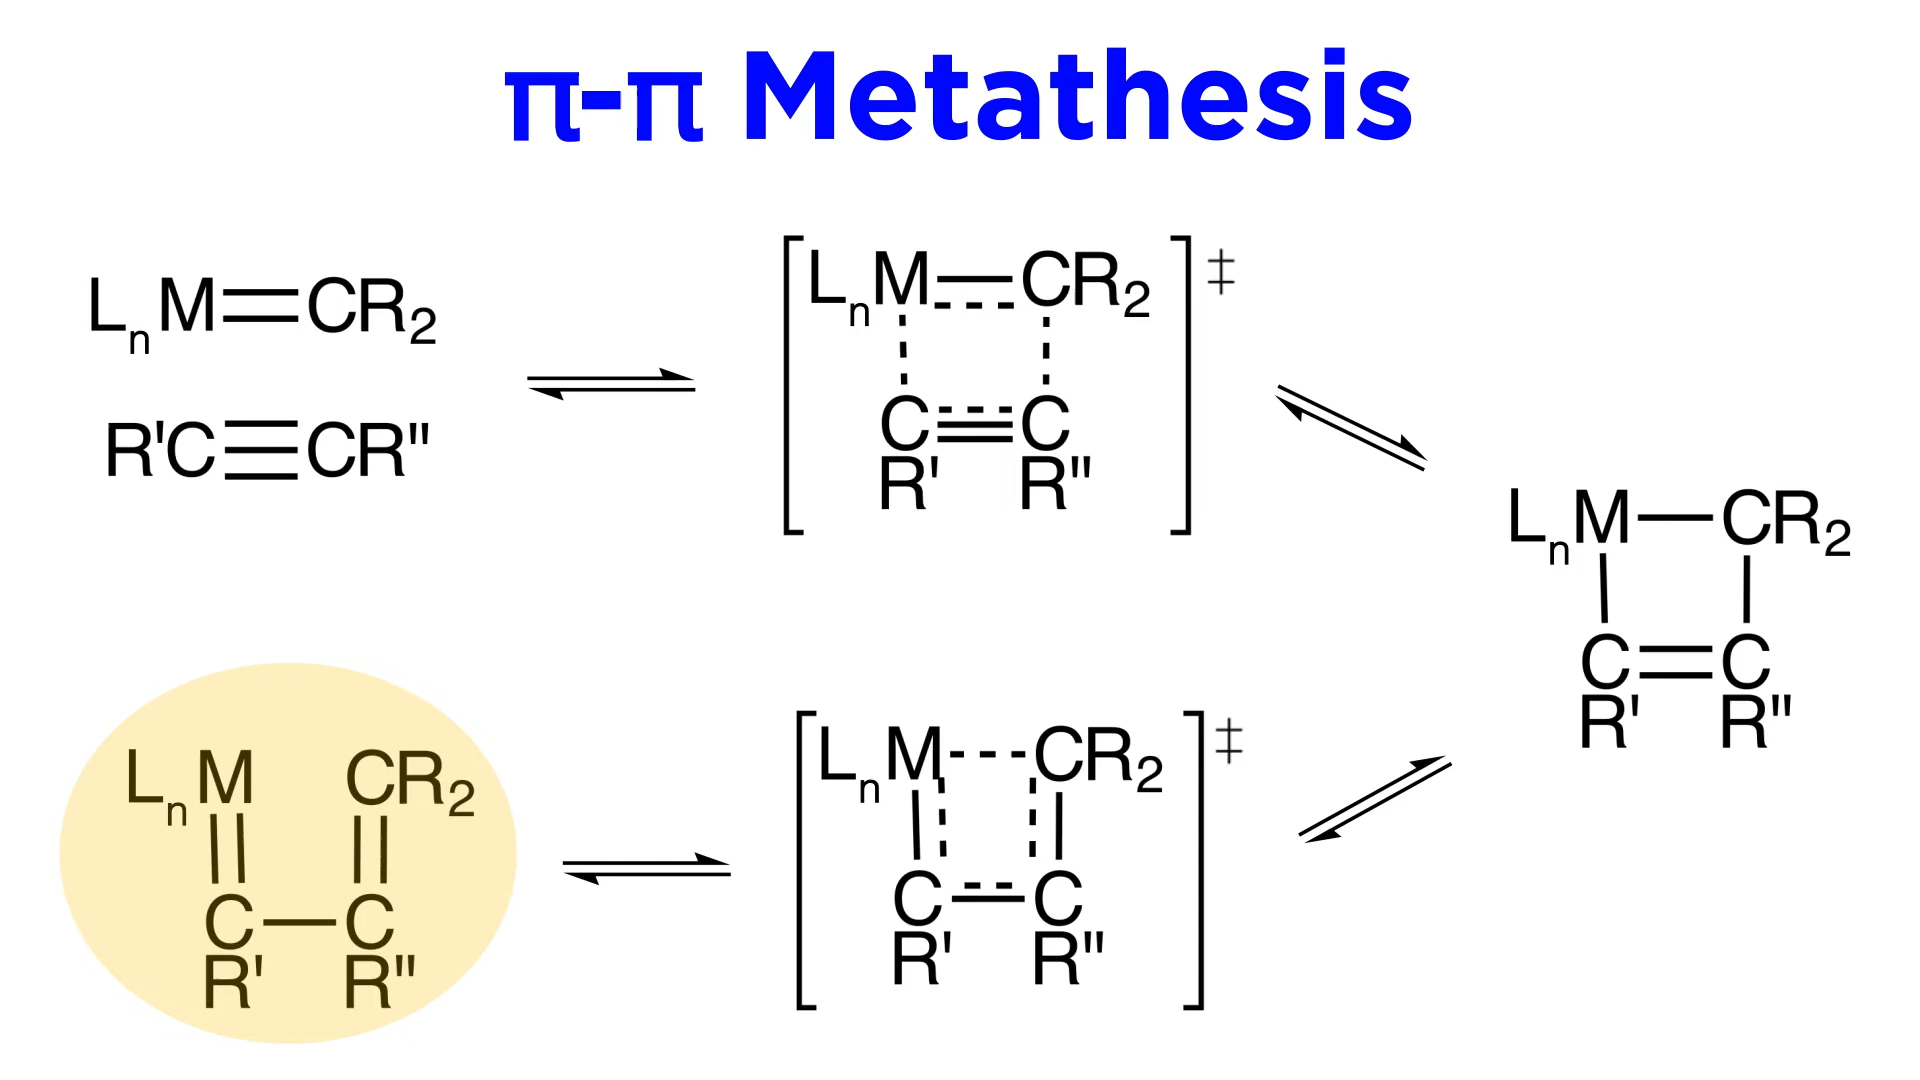 π-π Metathesis
LnM=CR2
R'C≡CR"
[LnM---CR2
C≡C
R' R"]‡
LnM—CR2
C=C
R' R"
LnM CR2
C—C
R' R"
[LnM---CR2
C=C
R' R"]‡